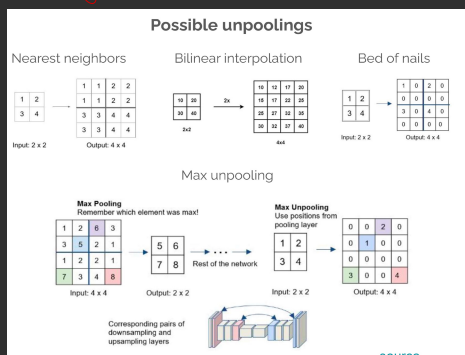 Possible unpoolings
Nearest neighbors
Bilinear interpolation
Bed of nails
1 2
3 4
Input: 2 x 2
1 1 2 2
1 1 2 2
3 3 4 4
3 3 4 4
Output: 4 x 4
10 20
30 40
2x2
2x
10 12 17 20
15 17 22 25
25 27 32 35
30 32 37 40
4x4
1 2
3 4
Input: 2 x 2
1 0 2 0
0 0 0 0
3 0 4 0
0 0 0 0
Output: 4 x 4
Max unpooling
Max Pooling
Remember which element was max!
1 2 6 3
3 5 2 1
1 2 2 1
7 3 4 8
Input: 4 x 4
5 6
7 8
Output: 2 x 2
...
Rest of the network
Max Unpooling
Use positions from
pooling layer
1 2
3 4
Input: 2 x 2
0 0 2 0
0 1 0 0
0 0 0 0
3 0 0 4
Output: 4 x 4
Corresponding pairs of
downsampling and
upsampling layers